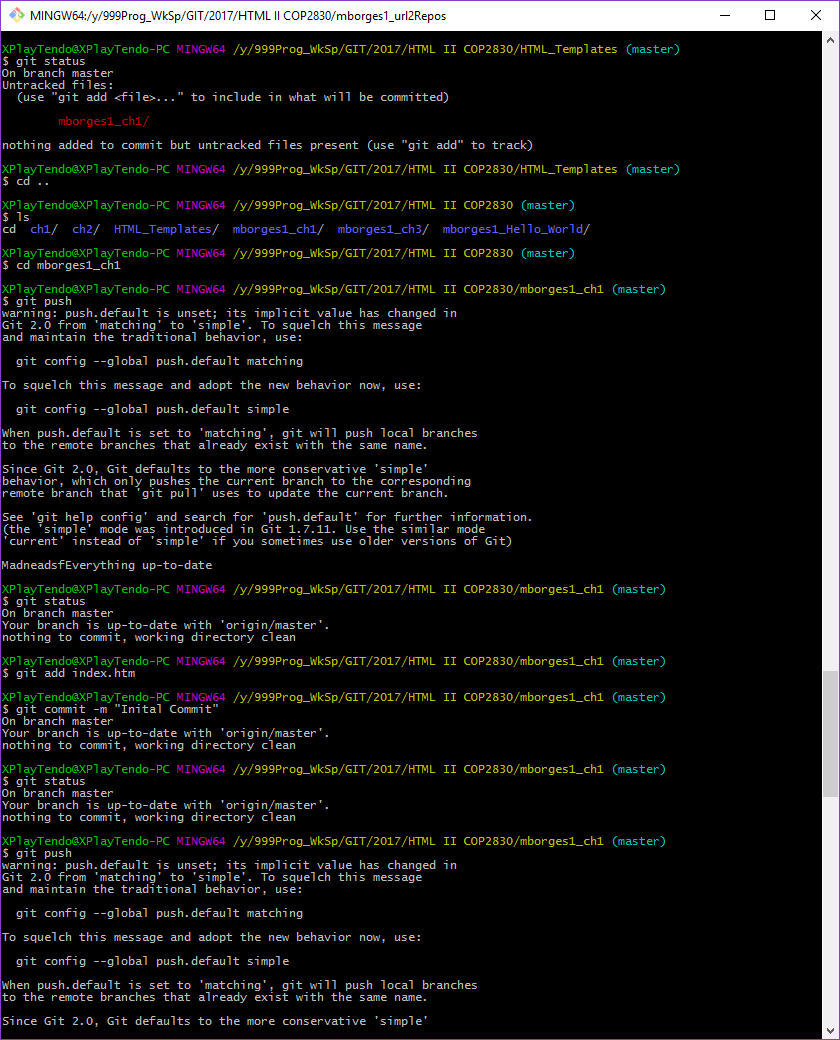 MINGW64:/y/999Prog_WkSp/GIT/2017/HTML II COP2830/mborges1_url2Repos
XPlayTendo@XPlayTendo-PC MINGW64 /y/999Prog_WkSp/GIT/2017/HTML II COP2830/HTML_Templates (master)
$ git status
On branch master
Untracked files:
  (use "git add <file>..." to include in what will be committed)
        mborges1_ch1/
nothing added to commit but untracked files present (use "git add" to track)
XPlayTendo@XPlayTendo-PC MINGW64 /y/999Prog_WkSp/GIT/2017/HTML II COP2830/HTML_Templates (master)
$ cd ..
XPlayTendo@XPlayTendo-PC MINGW64 /y/999Prog_WkSp/GIT/2017/HTML II COP2830 (master)
$ ls
cd  ch1/  ch2/  HTML_Templates/  mborges1_ch1/  mborges1_ch3/  mborges1_Hello_World/
XPlayTendo@XPlayTendo-PC MINGW64 /y/999Prog_WkSp/GIT/2017/HTML II COP2830 (master)
$ cd mborges1_ch1
XPlayTendo@XPlayTendo-PC MINGW64 /y/999Prog_WkSp/GIT/2017/HTML II COP2830/mborges1_ch1 (master)
$ git push
warning: push.default is unset; its implicit value has changed in
Git 2.0 from 'matching' to 'simple'. To squelch this message
and maintain the traditional behavior, use:
  git config --global push.default matching
To squelch this message and adopt the new behavior now, use:
  git config --global push.default simple
When push.default is set to 'matching', git will push local branches
to the remote branches that already exist with the same name.
Since Git 2.0, Git defaults to the more conservative 'simple'
behavior, which only pushes the current branch to the corresponding
remote branch that 'git pull' uses to update the current branch.
See 'git help config' and search for 'push.default' for further information.
(the 'simple' mode was introduced in Git 1.7.11. Use the similar mode
'current' instead of 'simple' if you sometimes use older versions of Git)
MadneadsfEverything up-to-date
XPlayTendo@XPlayTendo-PC MINGW64 /y/999Prog_WkSp/GIT/2017/HTML II COP2830/mborges1_ch1 (master)
$ git status
On branch master
Your branch is up-to-date with 'origin/master'.
nothing to commit, working directory clean
XPlayTendo@XPlayTendo-PC MINGW64 /y/999Prog_WkSp/GIT/2017/HTML II COP2830/mborges1_ch1 (master)
$ git add index.htm
XPlayTendo@XPlayTendo-PC MINGW64 /y/999Prog_WkSp/GIT/2017/HTML II COP2830/mborges1_ch1 (master)
$ git commit -m "Inital Commit"
On branch master
Your branch is up-to-date with 'origin/master'.
nothing to commit, working directory clean
XPlayTendo@XPlayTendo-PC MINGW64 /y/999Prog_WkSp/GIT/2017/HTML II COP2830/mborges1_ch1 (master)
$ git status
On branch master
Your branch is up-to-date with 'origin/master'.
nothing to commit, working directory clean
XPlayTendo@XPlayTendo-PC MINGW64 /y/999Prog_WkSp/GIT/2017/HTML II COP2830/mborges1_ch1 (master)
$ git push
warning: push.default is unset; its implicit value has changed in
Git 2.0 from 'matching' to 'simple'. To squelch this message
and maintain the traditional behavior, use:
  git config --global push.default matching
To squelch this message and adopt the new behavior now, use:
  git config --global push.default simple
When push.default is set to 'matching', git will push local branches
to the remote branches that already exist with the same name.
Since Git 2.0, Git defaults to the more conservative 'simple'